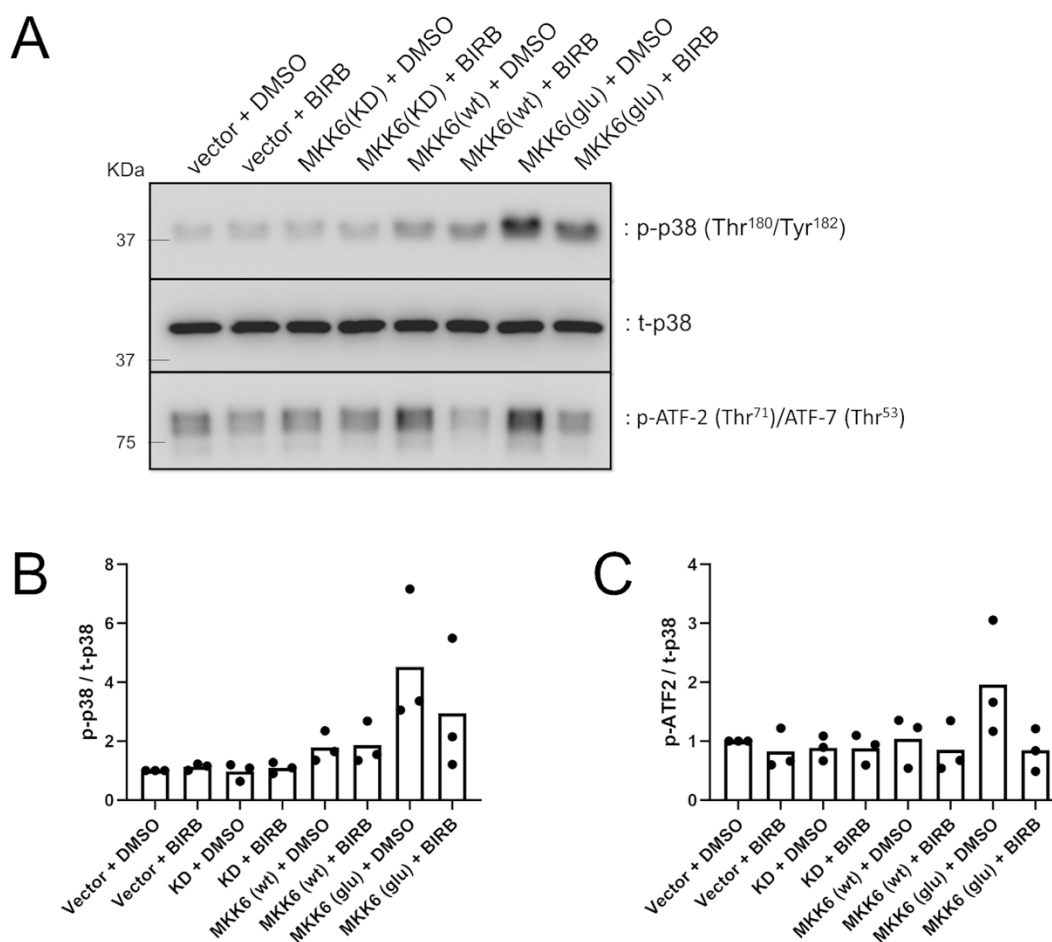 A
vector + DMSO
vector + BIRB
MKK6(KD) + DMSO
MKK6(KD) + BIRB
MKK6(wt) + DMSO
MKK6(wt) + BIRB
MKK6(glu) + DMSO
MKK6(glu) + BIRB
KDa
37
: p-p38 (Thr¹⁸⁰/Tyr¹⁸²)
: t-p38
37
: p-ATF-2 (Thr⁷¹)/ATF-7 (Thr⁵³)
75
B
p-p38 / t-p38
8
6
4
2
0
Vector + DMSO
Vector + BIRB
KD + DMSO
KD + BIRB
MKK6 (wt) + DMSO
MKK6 (wt) + BIRB
MKK6 (glu) + DMSO
MKK6 (glu) + BIRB
C
p-ATF2 / t-p38
4
3
2
1
0
Vector + DMSO
Vector + BIRB
KD + DMSO
KD + BIRB
MKK6 (wt) + DMSO
MKK6 (wt) + BIRB
MKK6 (glu) + DMSO
MKK6 (glu) + BIRB